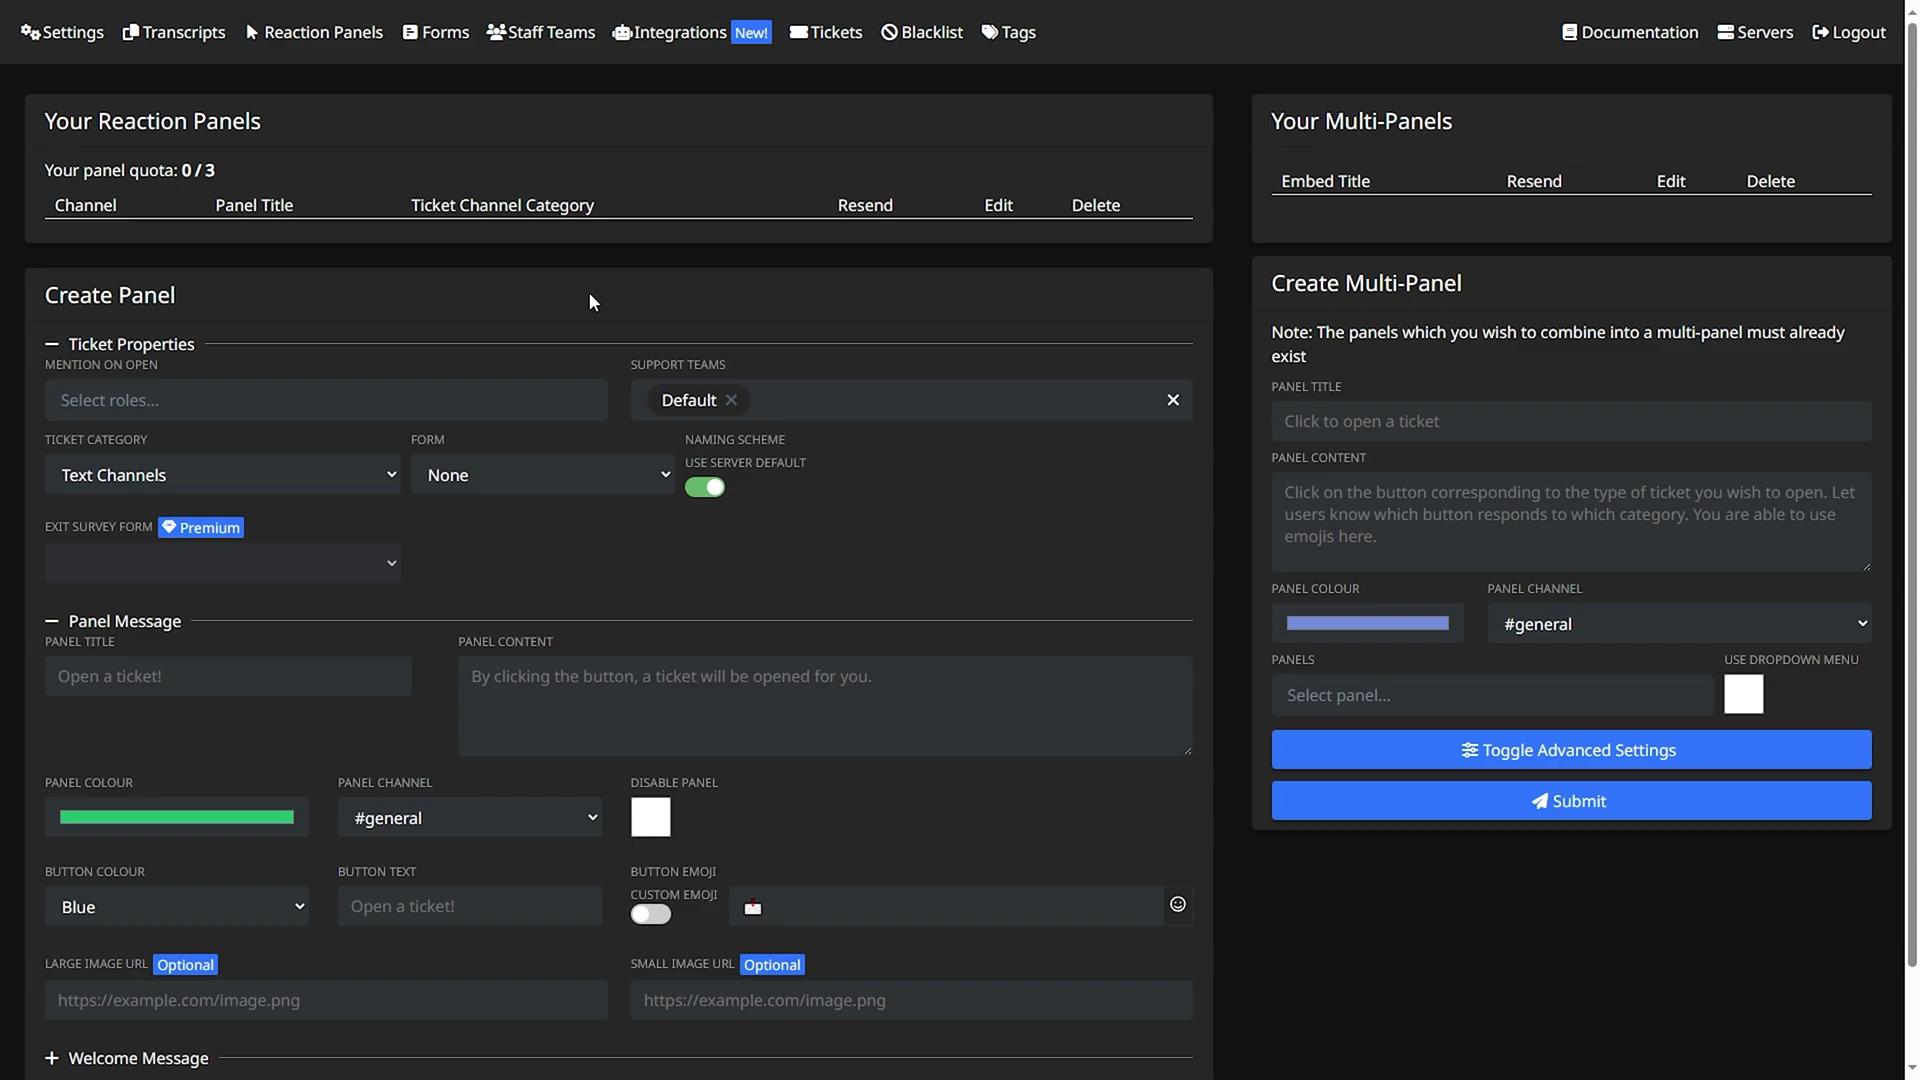 Settings Transcripts Reaction Panels Forms Staff Teams Integrations New! Tickets Blacklist Tags Documentation Servers Logout
Your Reaction Panels
Your panel quota: 0 / 3
Channel Panel Title Ticket Channel Category Resend Edit Delete
Create Panel
Ticket Properties
MENTION ON OPEN SUPPORT TEAMS
Select roles... Default
TICKET CATEGORY FORM NAMING SCHEME
USE SERVER DEFAULT
Text Channels None
EXIT SURVEY FORM Premium
Panel Message
PANEL TITLE PANEL CONTENT
Open a ticket! By clicking the button, a ticket will be opened for you.
PANEL COLOUR PANEL CHANNEL DISABLE PANEL
#general
BUTTON COLOUR BUTTON TEXT BUTTON EMOJI
CUSTOM EMOJI
Blue Open a ticket!
LARGE IMAGE URL Optional SMALL IMAGE URL Optional
https://example.com/image.png https://example.com/image.png
Welcome Message
Your Multi-Panels
Embed Title Resend Edit Delete
Create Multi-Panel
Note: The panels which you wish to combine into a multi-panel must already
exist
PANEL TITLE
Click to open a ticket
PANEL CONTENT
Click on the button corresponding to the type of ticket you wish to open. Let
users know which button responds to which category. You are able to use
emojis here.
PANEL COLOUR PANEL CHANNEL
#general
PANELS USE DROPDOWN MENU
Select panel...
Toggle Advanced Settings
Submit